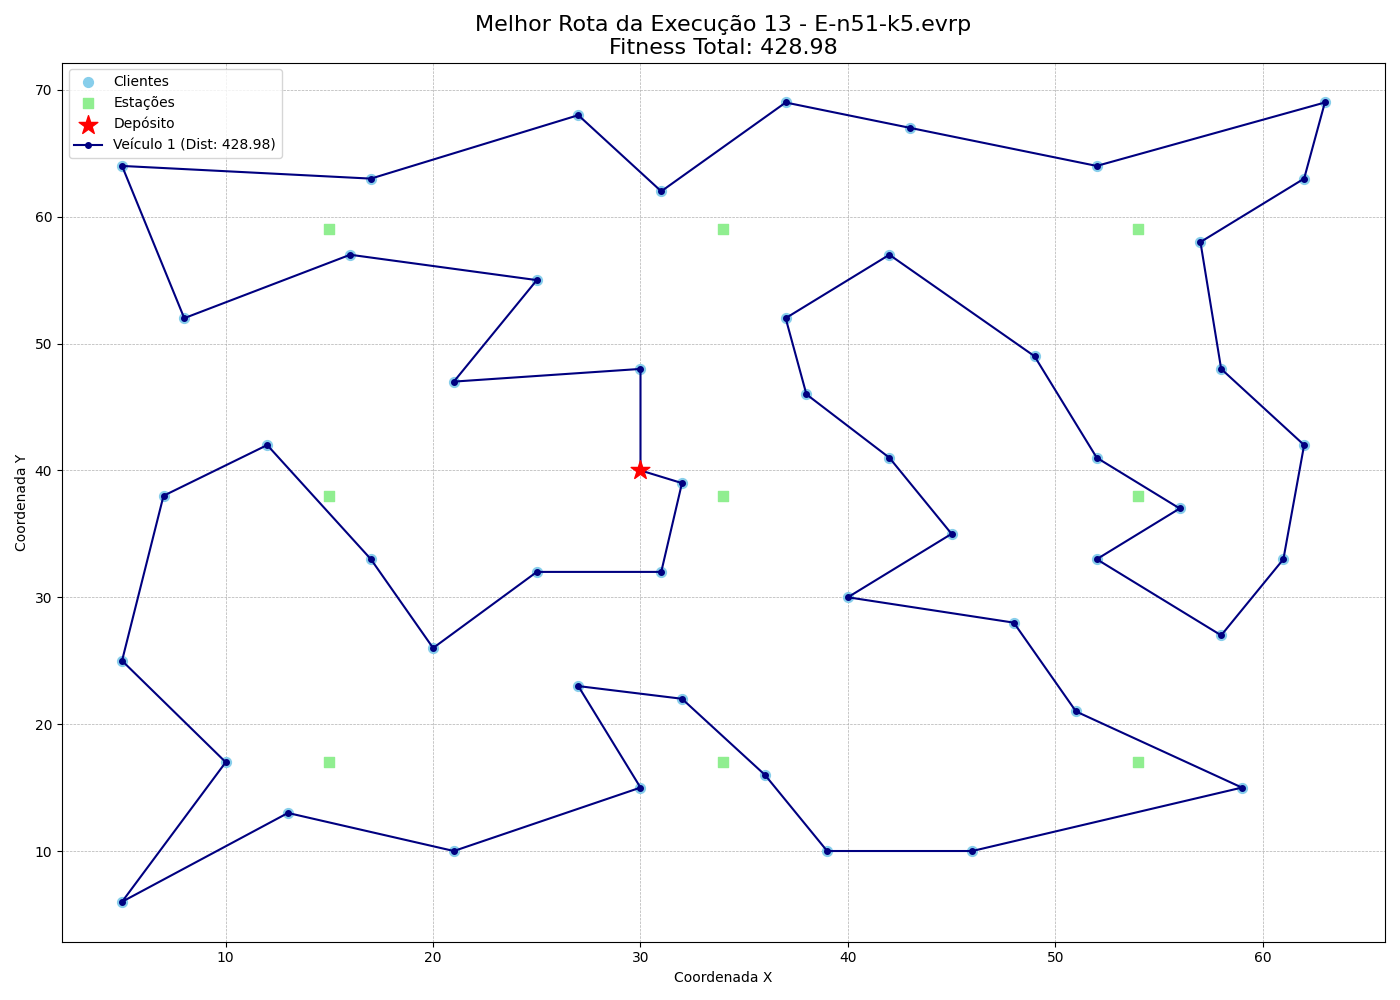 Melhor Rota da Execução 13 - E-n51-k5.evrp
Fitness Total: 428.98
Clientes
Estações
Depósito
Veículo 1 (Dist: 428.98)
70
60
50
40
30
20
10
Coordenada Y
10
20
30
40
50
60
Coordenada X